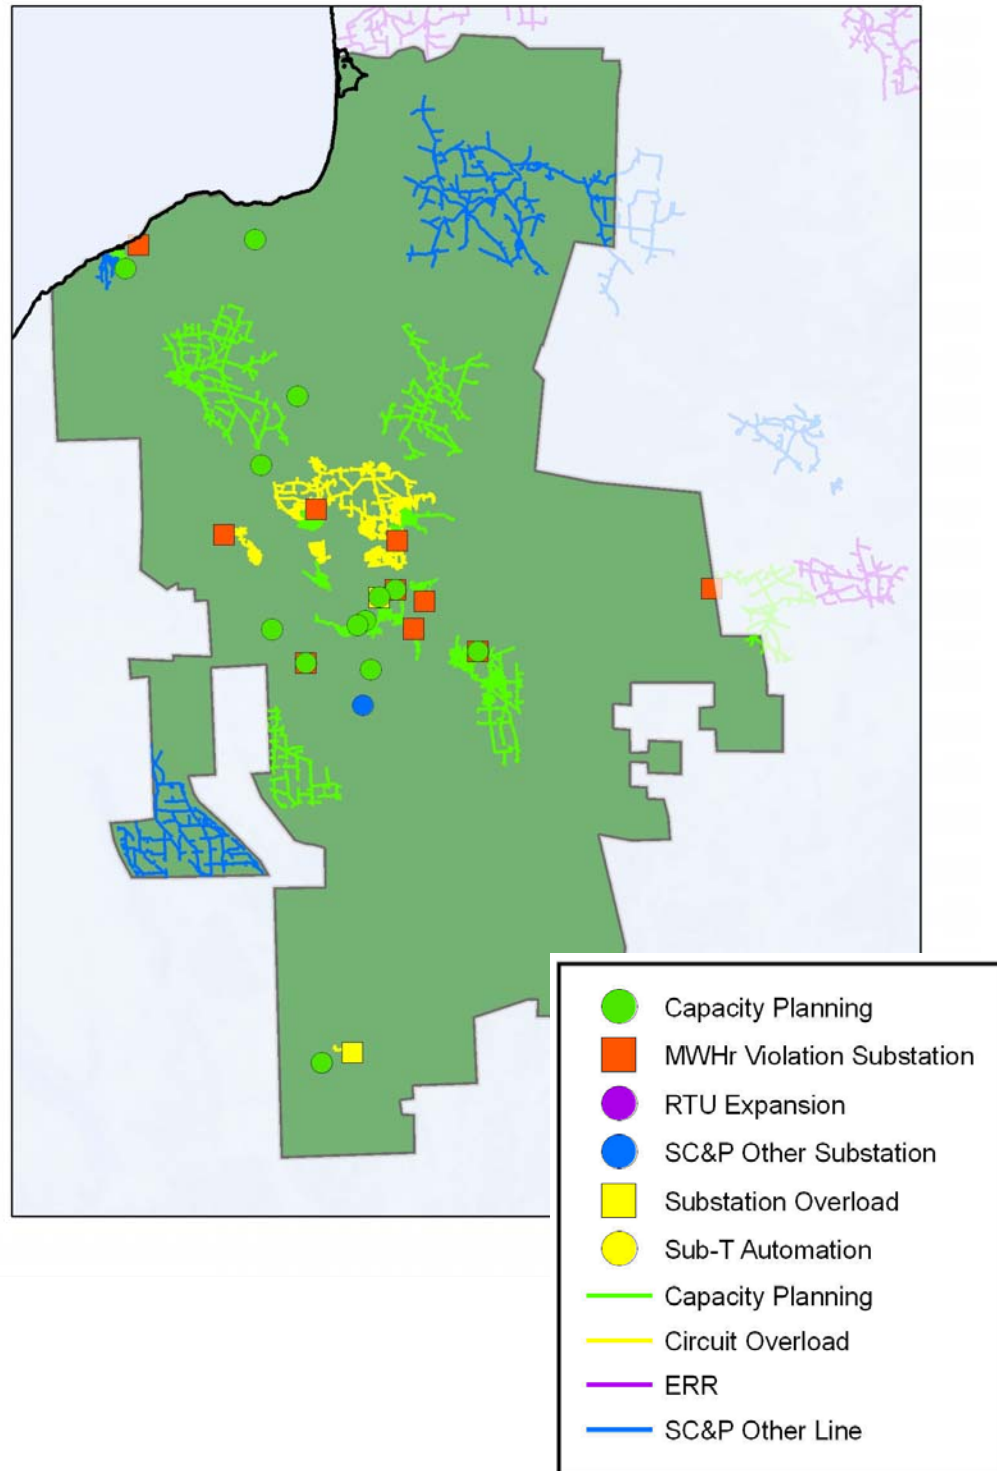 Capacity Planning
MWHr Violation Substation
RTU Expansion
SC&P Other Substation
Substation Overload
Sub-T Automation
Capacity Planning
Circuit Overload
ERR
SC&P Other Line